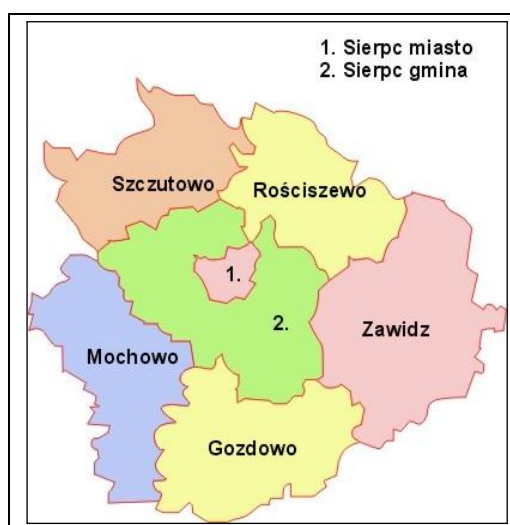 1. Sierpc miasto
2. Sierpc gmina
Szczutowo
Rościszewo
1.
2.
Zawidz
Mochowo
Gozdowo